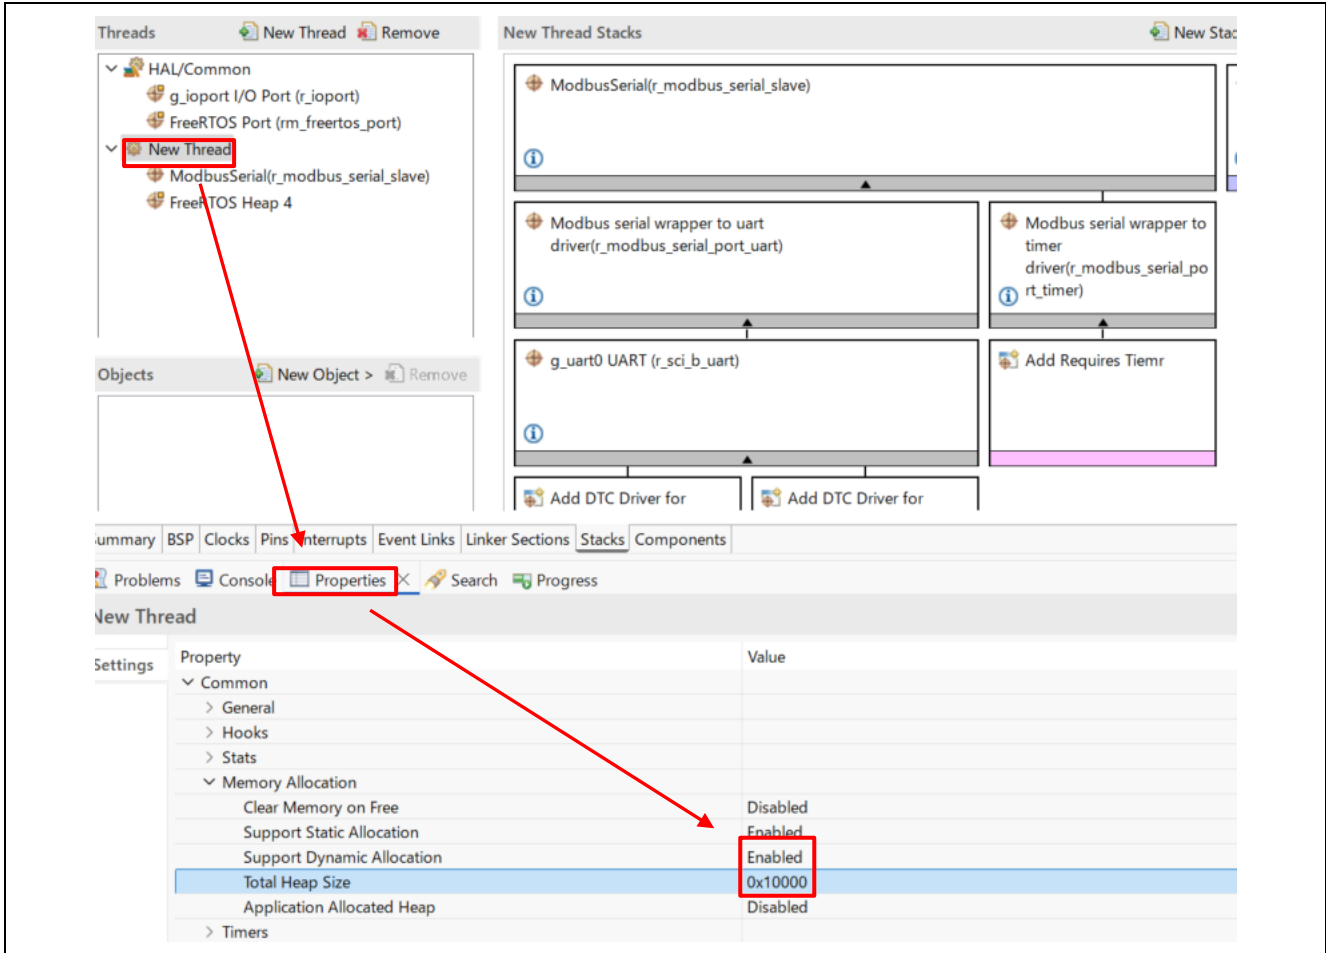 Threads
New Thread
Remove
HAL/Common
g_ioport I/O Port (r_ioport)
FreeRTOS Port (rm_freertos_port)
New Thread
ModbusSerial(r_modbus_serial_slave)
FreeRTOS Heap 4
New Thread Stacks
New Stac
ModbusSerial(r_modbus_serial_slave)
Modbus serial wrapper to uart
driver(r_modbus_serial_port_uart)
Modbus serial wrapper to
timer
driver(r_modbus_serial_po
rt_timer)
g_uart0 UART (r_sci_b_uart)
Add Requires Tiemr
Add DTC Driver for
Add DTC Driver for
Objects
New Object >
Remove
ummary BSP Clocks Pins Interrupts Event Links Linker Sections Stacks Components
Problems Console Properties Search Progress
New Thread
Settings
Property Value
Common
General
Hooks
Stats
Memory Allocation
Clear Memory on Free Disabled
Support Static Allocation Enabled
Support Dynamic Allocation Enabled
Total Heap Size 0x10000
Application Allocated Heap Disabled
Timers